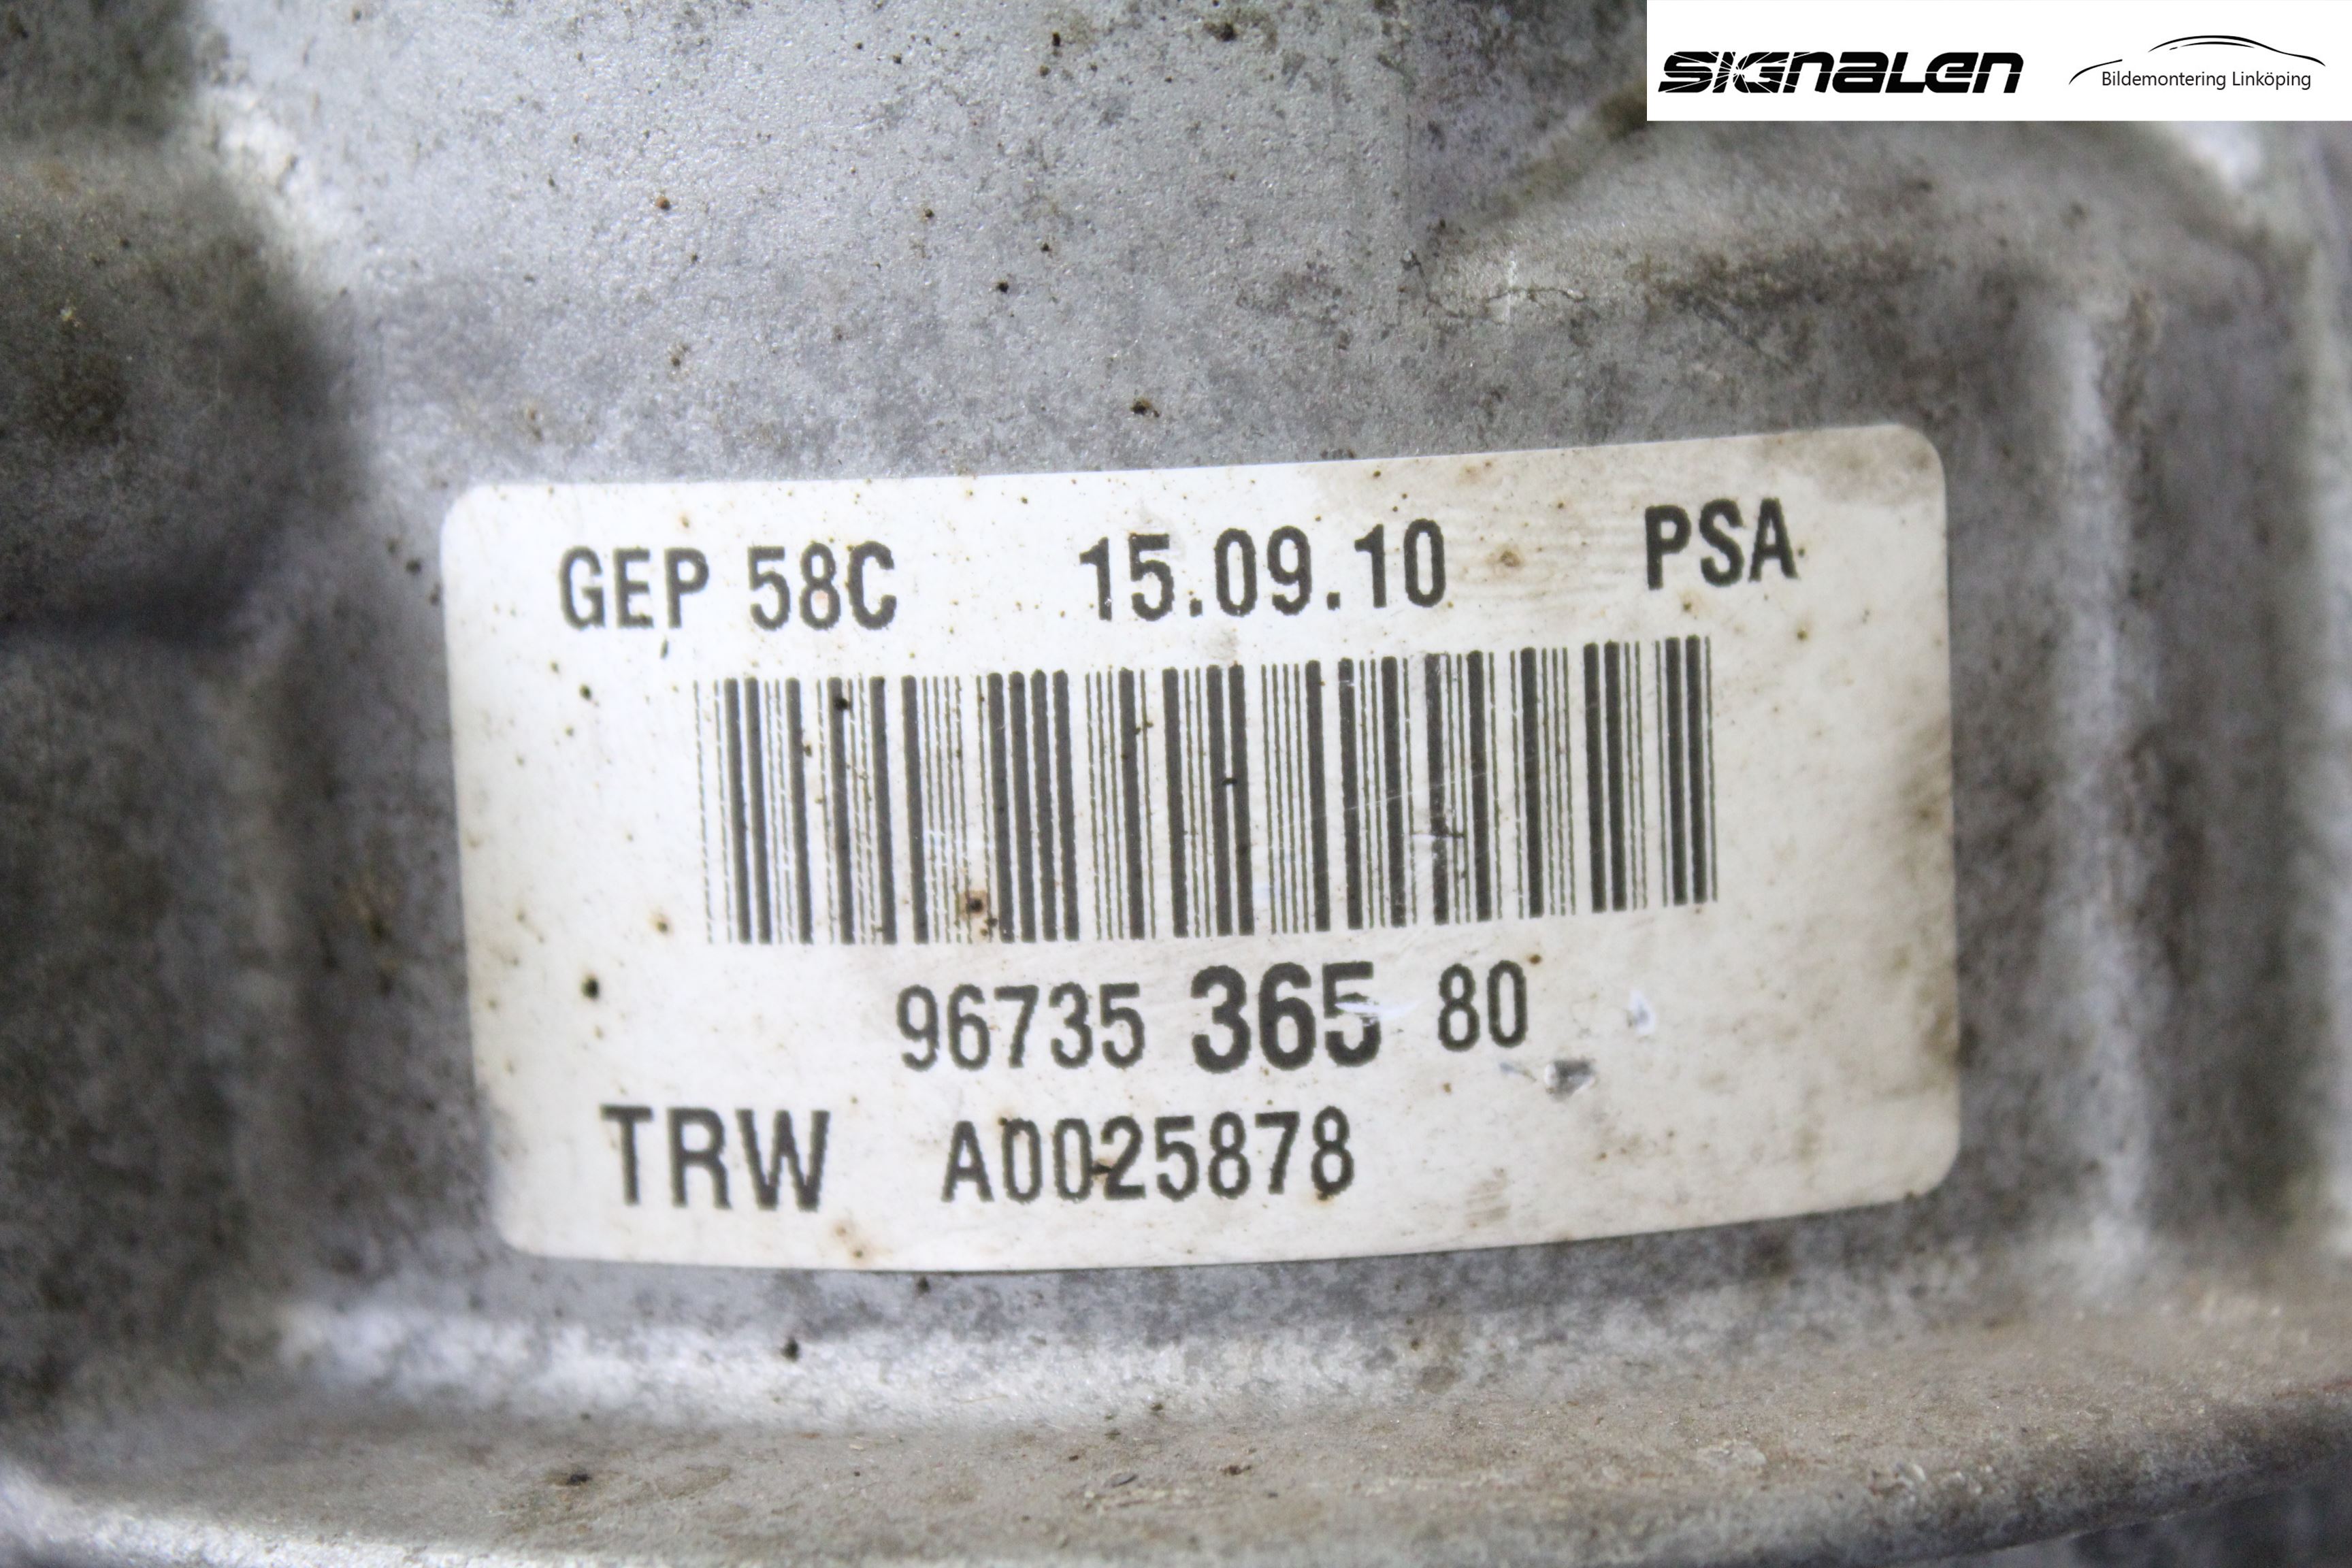 SIGNALEN
Bildemontering Linköping
GEP 58C 15.09.10 PSA
96735 365 80
TRW A0025878